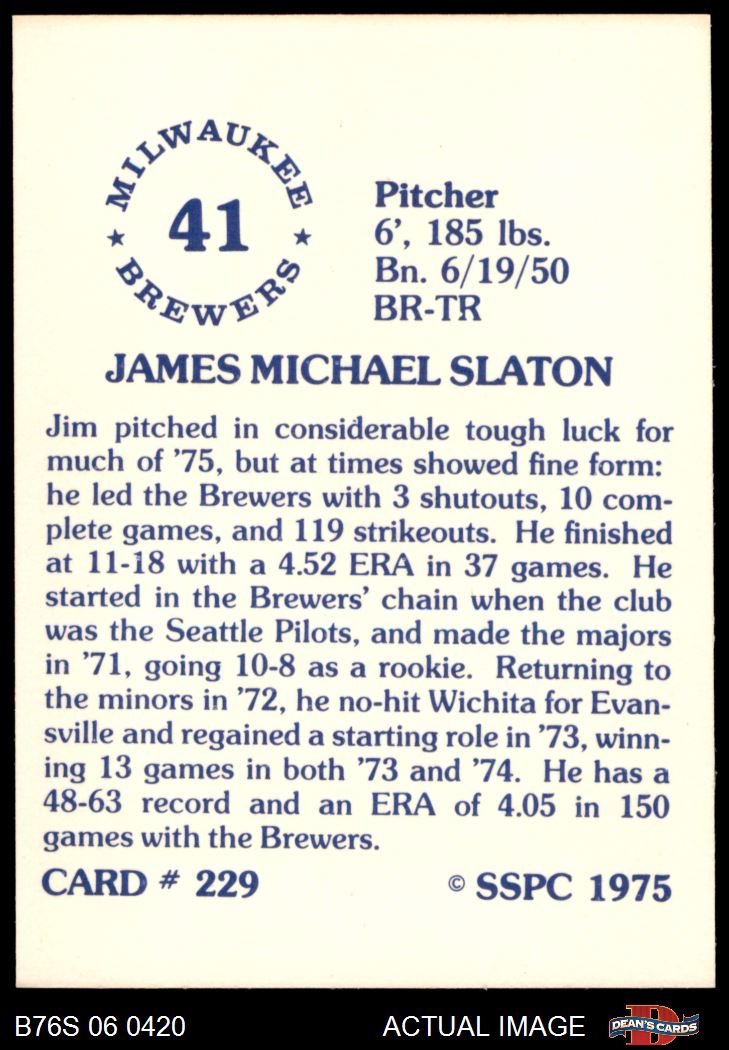 MILWAUKEE
41
★ BREWERS ★
Pitcher
6', 185 lbs.
Bn. 6/19/50
BR-TR
JAMES MICHAEL SLATON
Jim pitched in considerable tough luck for
much of '75, but at times showed fine form:
he led the Brewers with 3 shutouts, 10 com-
plete games, and 119 strikeouts. He finished
at 11-18 with a 4.52 ERA in 37 games. He
started in the Brewers' chain when the club
was the Seattle Pilots, and made the majors
in '71, going 10-8 as a rookie. Returning to
the minors in '72, he no-hit Wichita for Evan-
sville and regained a starting role in '73, winn-
ing 13 games in both '73 and '74. He has a
48-63 record and an ERA of 4.05 in 150
games with the Brewers.
CARD # 229 © SSPC 1975
B76S 06 0420 ACTUAL IMAGE D DEAN'S CARDS